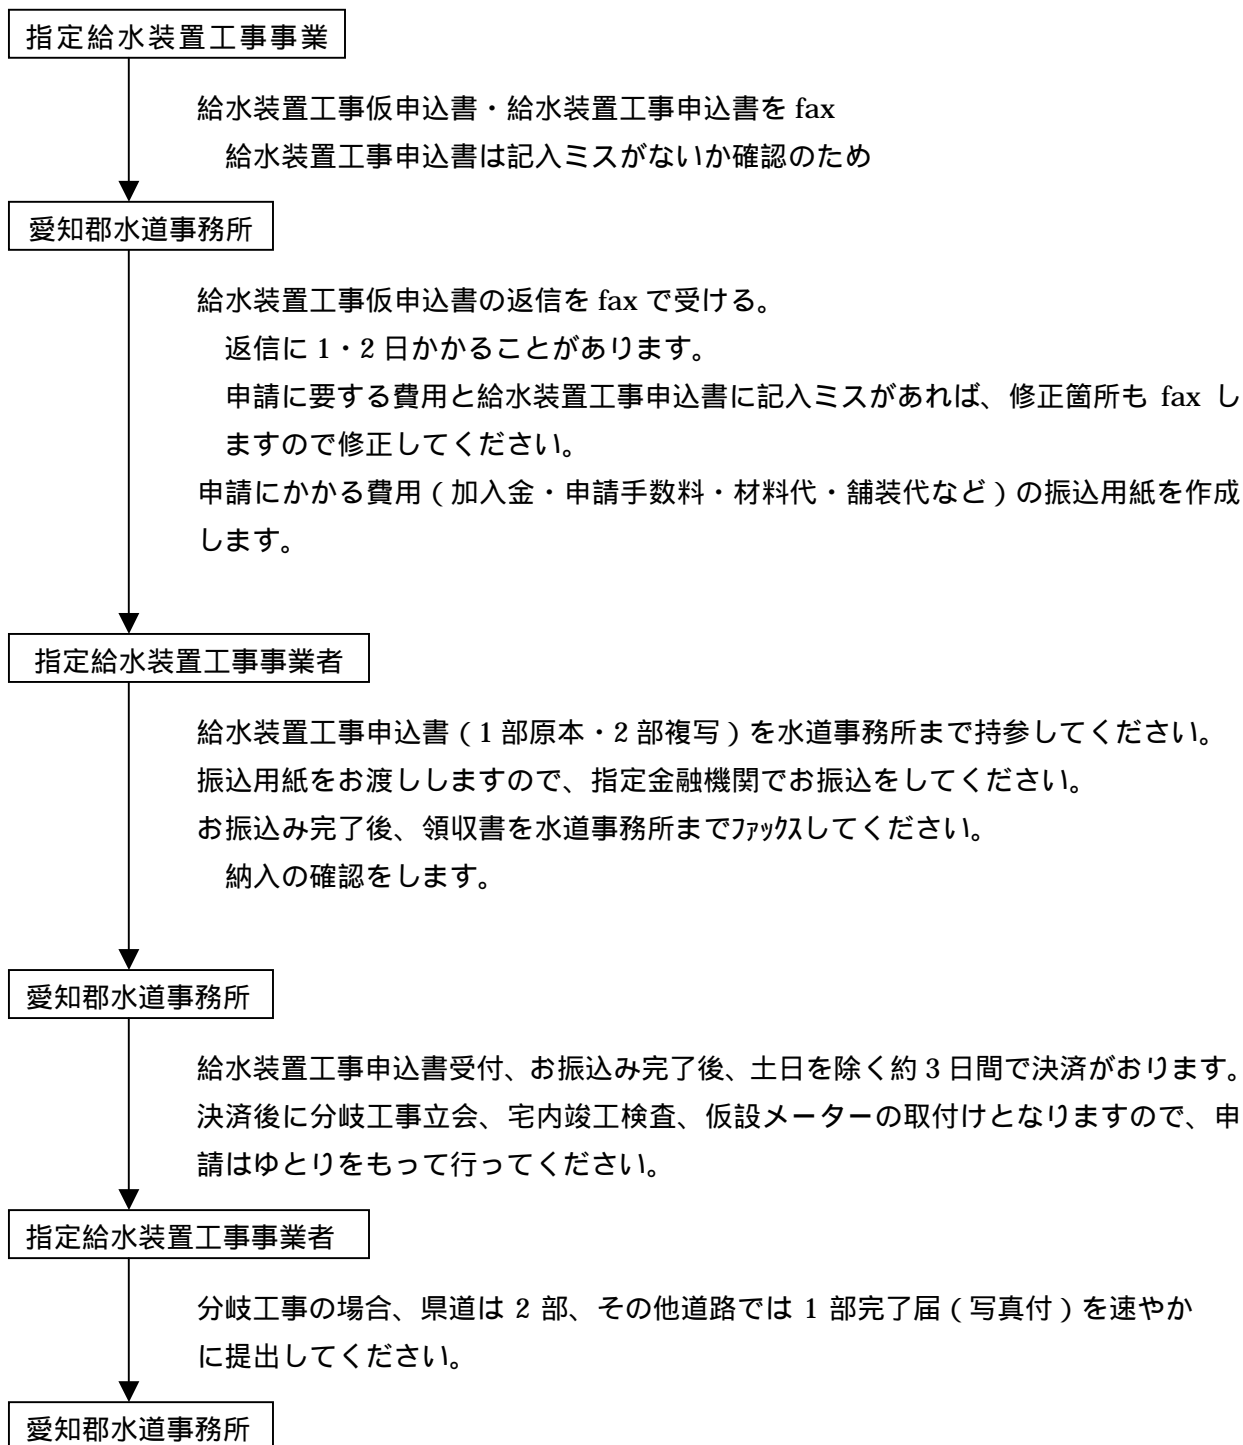 指定給水装置工事事業
給水装置工事仮申込書・給水装置工事申込書を fax
給水装置工事申込書は記入ミスがないか確認のため
愛知郡水道事務所
給水装置工事仮申込書の返信を fax で受ける。
返信に 1・2 日かかることがあります。
申請に要する費用と給水装置工事申込書に記入ミスがあれば、修正箇所も fax し
ますので修正してください。
申請にかかる費用(加入金・申請手数料・材料代・舗装代など)の振込用紙を作成
します。
指定給水装置工事事業者
給水装置工事申込書(1 部原本・2 部複写)を水道事務所まで持参してください。
振込用紙をお渡ししますので、指定金融機関でお振込をしてください。
お振込み完了後、領収書を水道事務所までファックスしてください。
納入の確認をします。
愛知郡水道事務所
給水装置工事申込書受付、お振込み完了後、土日を除く約 3 日間で決済がおります。
決済後に分岐工事立会、宅内竣工検査、仮設メーターの取付けとなりますので、申
請はゆとりをもって行ってください。
指定給水装置工事事業者
分岐工事の場合、県道は 2 部、その他道路では 1 部完了届(写真付)を速やか
に提出してください。
愛知郡水道事務所